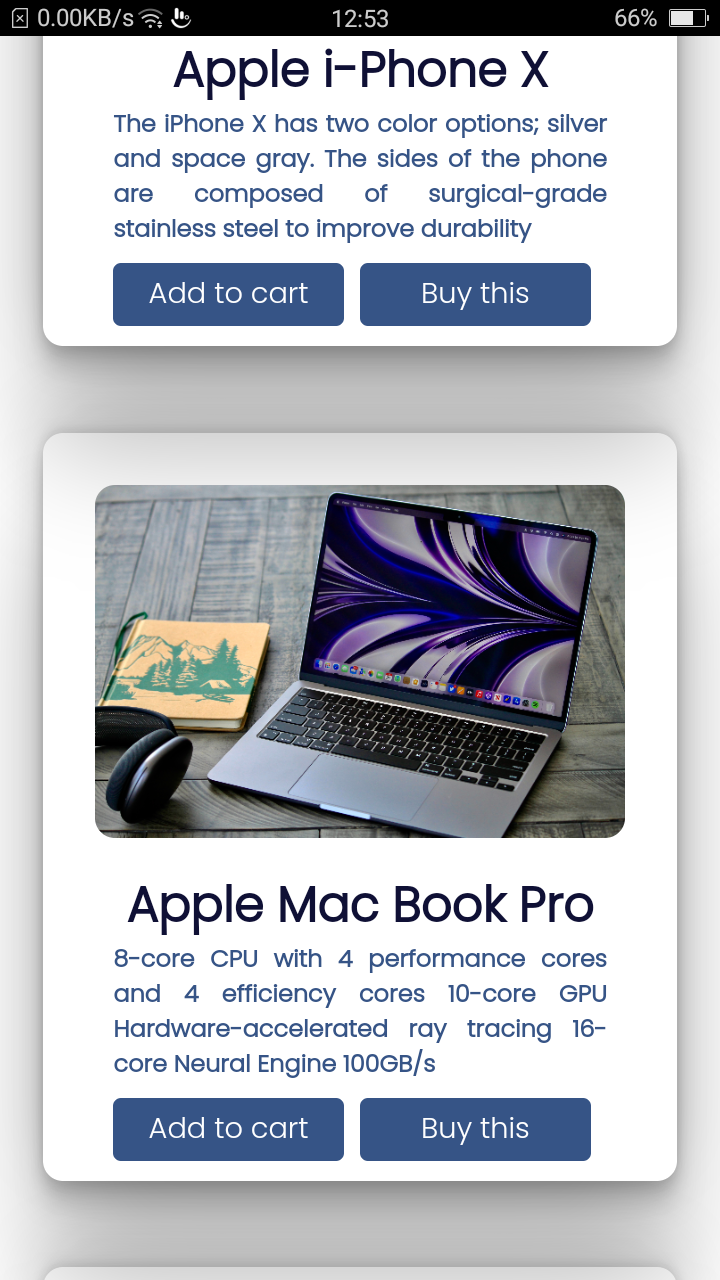 0.00KB/s 12:53 66%
Apple i-Phone X
The iPhone X has two color options; silver
and space gray. The sides of the phone
are composed of surgical-grade
stainless steel to improve durability
Add to cart Buy this
Apple Mac Book Pro
8-core CPU with 4 performance cores
and 4 efficiency cores 10-core GPU
Hardware-accelerated ray tracing 16-
core Neural Engine 100GB/s
Add to cart Buy this